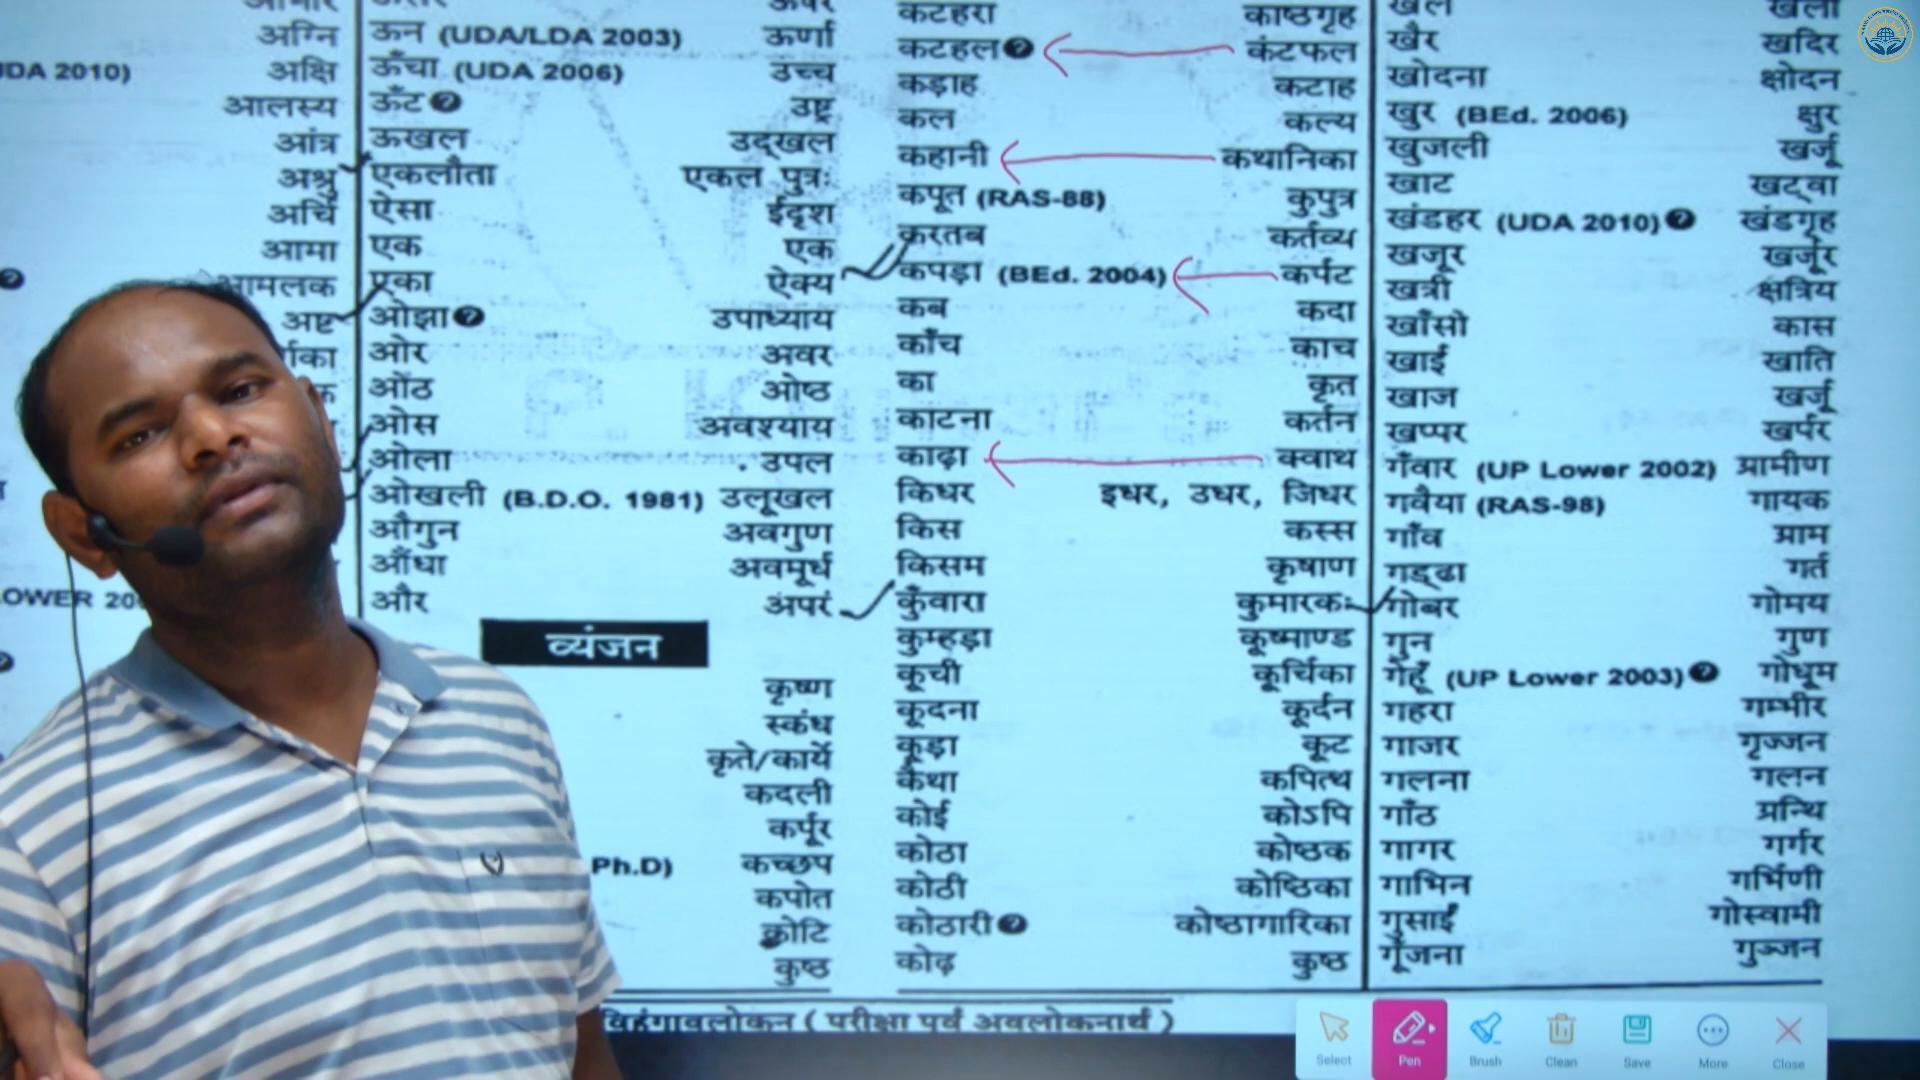 अग्नि
UDA 2010) अक्षि
आलस्य
आंत्र
अश्रु
अर्चि
आमा
आमलक
अष्ट
OWER 20
ऊन (UDA/LDA 2003) ऊर्णा
ऊँचा (UDA 2006) उच्च
ऊँट उष्ट्र
ऊखल उद्खल
एकलौता एकल पुत्रः
ऐसा ईदृश
एक एक
एका ऐक्य
ओझा उपाध्याय
ओर अवर
ओंठ ओष्ठ
ओस अवश्याय
ओला उपल
ओखली (B.D.O. 1981) उलूखल
औगुन अवगुण
औंधा अवमूर्ध
और अपरं
व्यंजन
कृष्ण
स्कंध
कृते/कार्ये
कदली
कर्पूर
Ph.D) कच्छप
कपोत
कोटि
कुष्ठ
कटहरा काष्ठगृह
कटहल कंटफल
कड़ाह कटाह
कल कल्य
कहानी कथानिका
कपूत (RAS-88) कुपुत्र
करतब कर्तव्य
कपड़ा (BEd. 2004) कर्पट
कब कदा
काँच काच
का कृत
काटना कर्तन
काढ़ा क्वाथ
किधर इधर, उधर, जिधर
किस कस्स
किसम कृषाण
कुँवारा कुमारकः
कुम्हड़ा कूष्माण्ड
कूची कूर्चिका
कूदना कूर्दन
कूड़ा कूट
कैथा कपित्थ
कोई कोऽपि
कोठा कोष्ठक
कोठी कोष्ठिका
कोठारी कोष्ठागारिका
कोढ़ कुष्ठ
खैर खदिर
खोदना क्षोदन
खुर (BEd. 2006) क्षुर
खुजली खर्जू
खाट खट्वा
खंडहर (UDA 2010) खंडगृह
खजूर खर्जूर
खत्री क्षत्रिय
खाँसी कास
खाई खाति
खाज खर्जू
खप्पर खर्पर
गँवार (UP Lower 2002) ग्रामीण
गवैया (RAS-98) गायक
गाँव ग्राम
गड्ढा गर्त
गोबर गोमय
गुन गुण
गेहूँ (UP Lower 2003) गोधूम
गहरा गम्भीर
गाजर गृञ्जन
गलना गलन
गाँठ ग्रन्थि
गागर गर्गर
गाभिन गर्भिणी
गुसाईं गोस्वामी
गूँजना गुञ्जन
विहंगावलोकन ( परीक्षा पूर्व अवलोकनार्थ )
Select Pen Brush Clean Save More Close